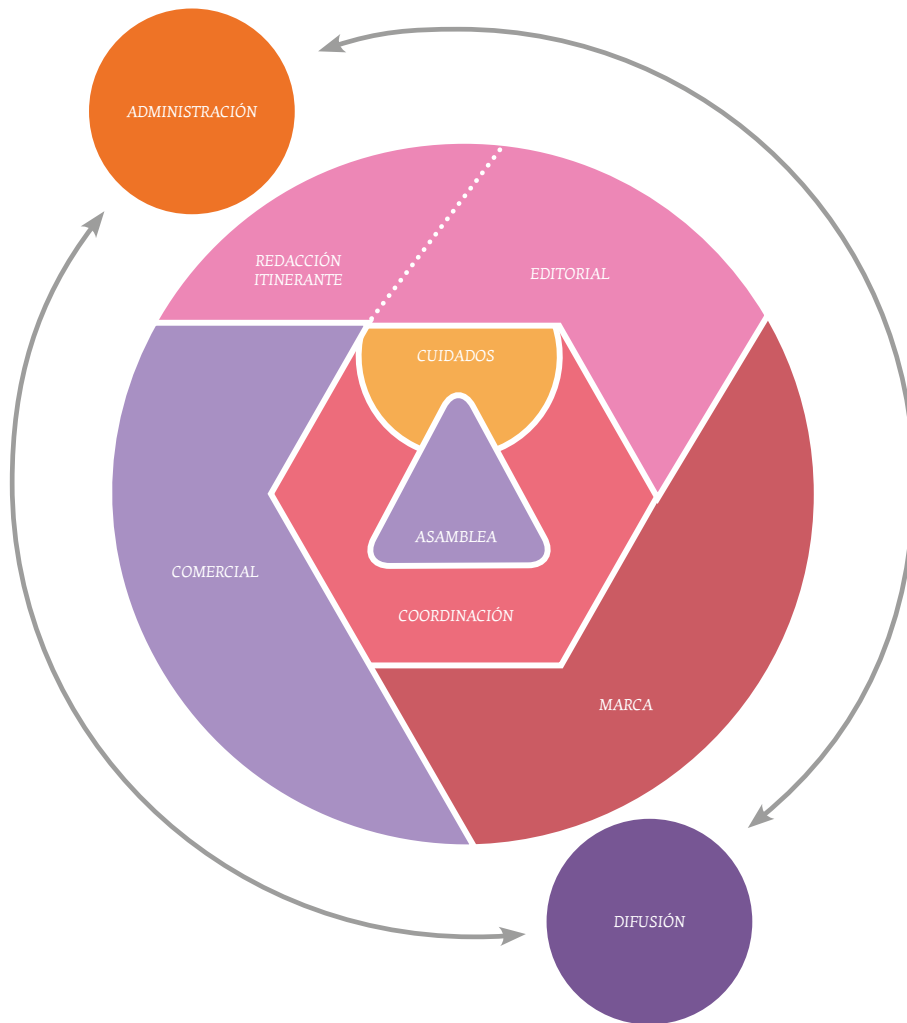 ADMINISTRACIÓN
REDACCIÓN
ITINERANTE
EDITORIAL
CUIDADOS
ASAMBLEA
COMERCIAL
COORDINACIÓN
MARCA
DIFUSIÓN